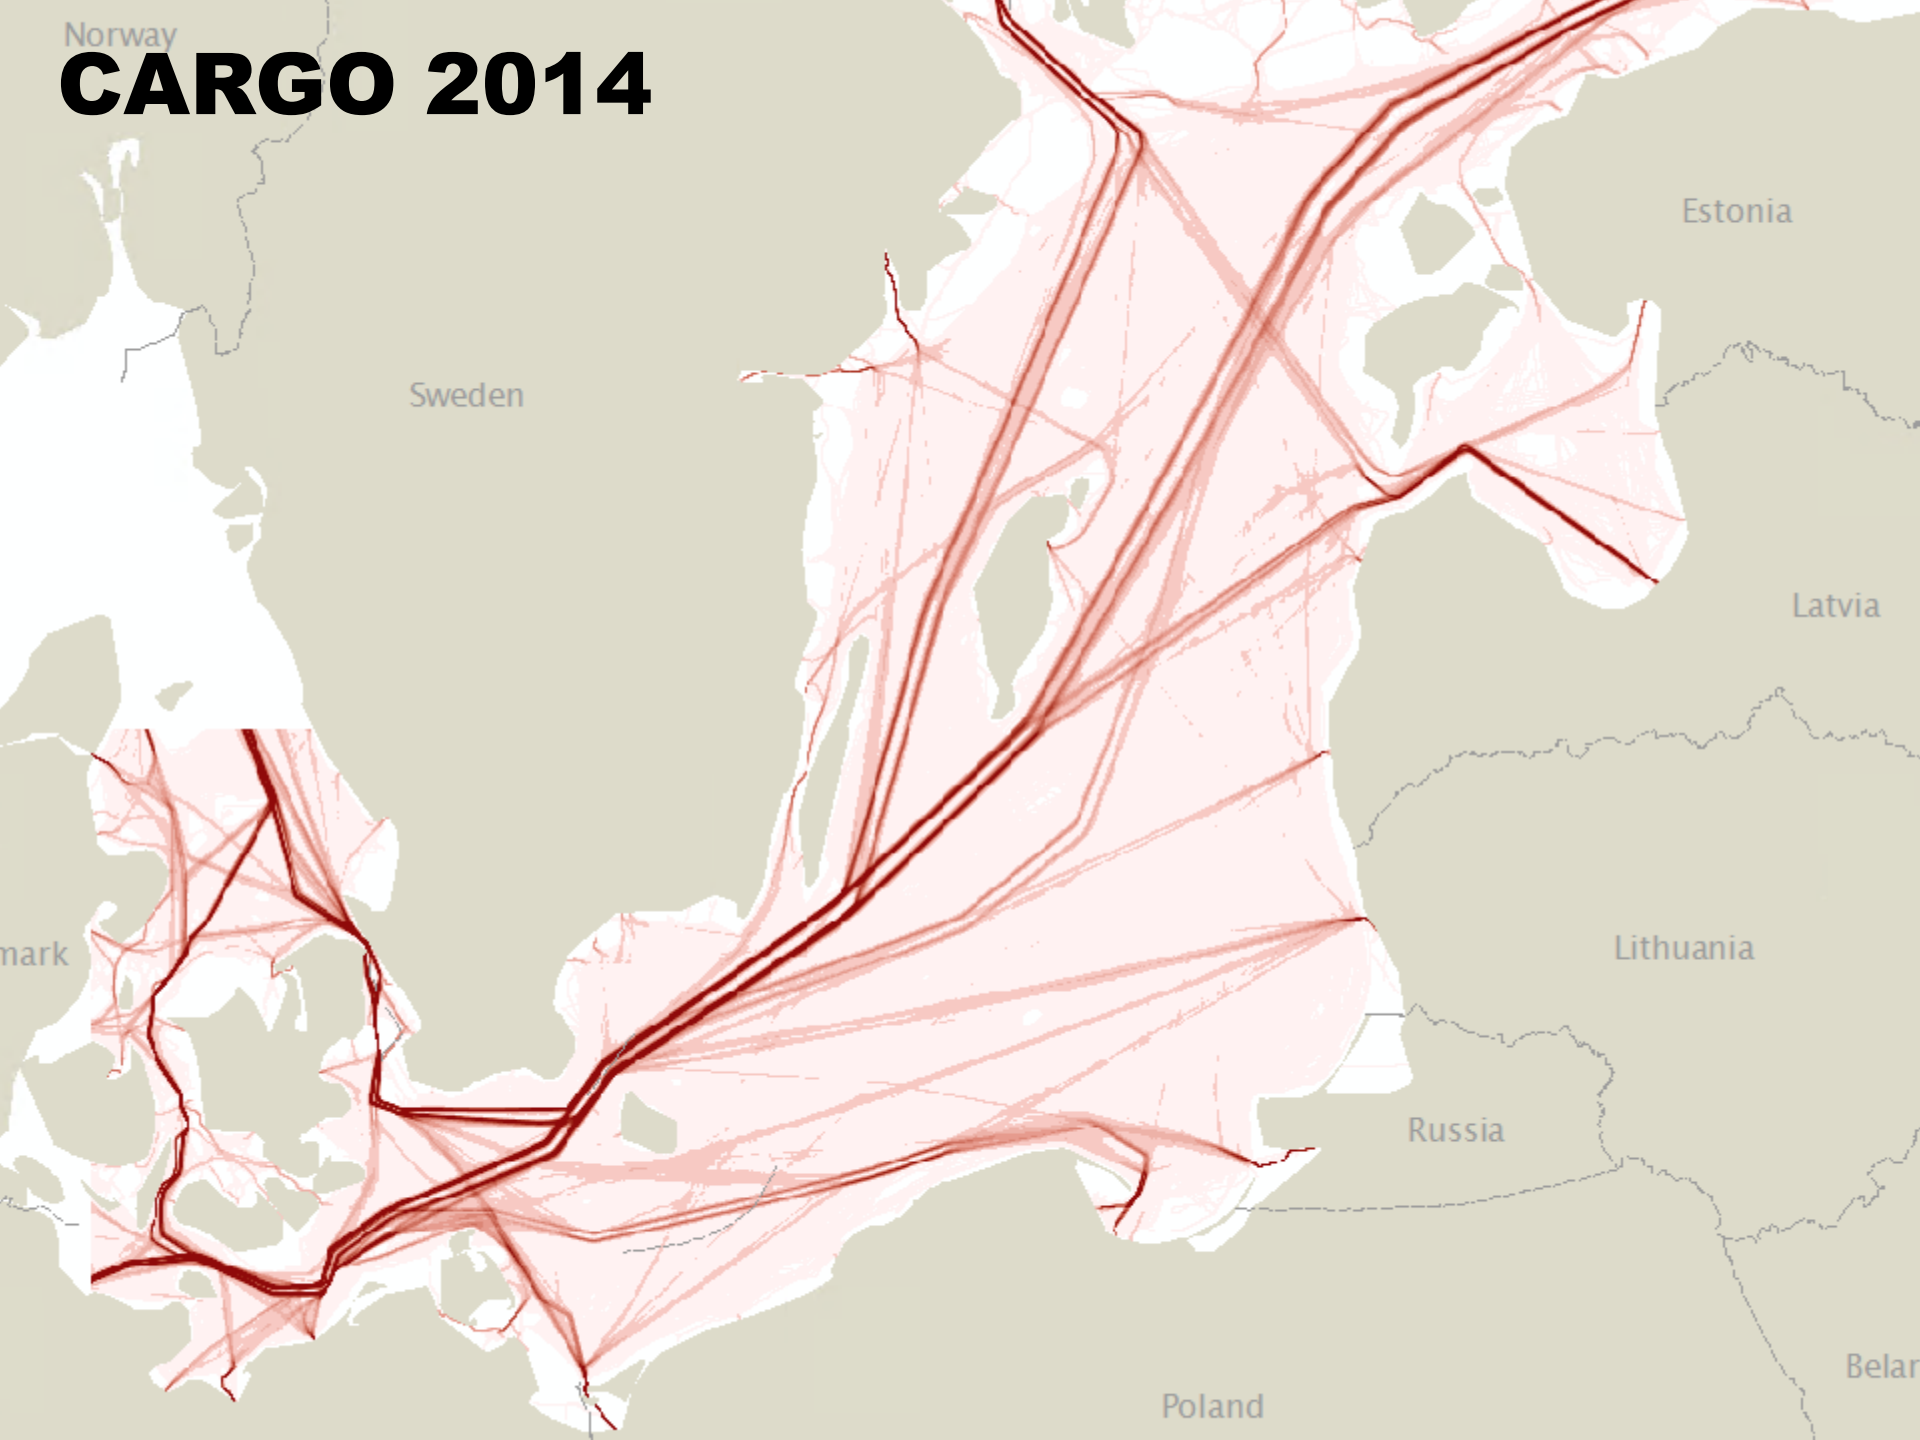 Norway
CARGO 2014
Estonia
Sweden
Latvia
mark
Lithuania
Russia
Belar
Poland